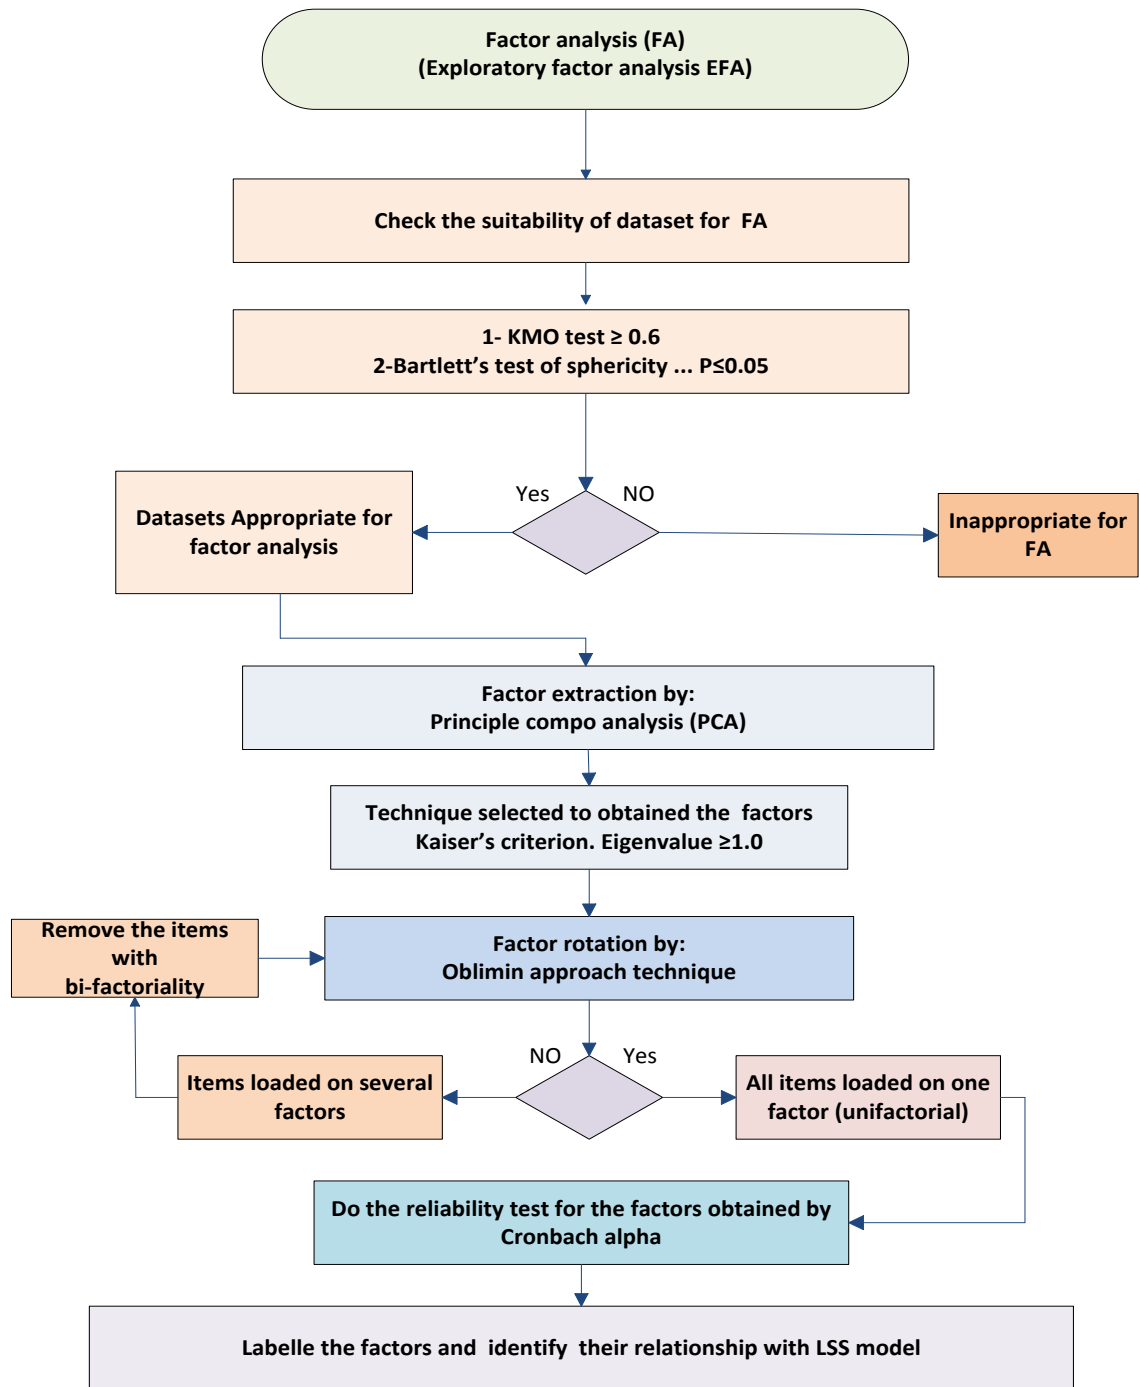 Factor analysis (FA)
(Exploratory factor analysis EFA)
Check the suitability of dataset for FA
1- KMO test ≥ 0.6
2-Bartlett’s test of sphericity ... P≤0.05
Yes
NO
Datasets Appropriate for
factor analysis
Inappropriate for
FA
Factor extraction by:
Principle compo analysis (PCA)
Technique selected to obtained the factors
Kaiser’s criterion. Eigenvalue ≥1.0
Remove the items
with
bi-factoriality
Factor rotation by:
Oblimin approach technique
NO
Yes
Items loaded on several
factors
All items loaded on one
factor (unifactorial)
Do the reliability test for the factors obtained by
Cronbach alpha
Labelle the factors and identify their relationship with LSS model